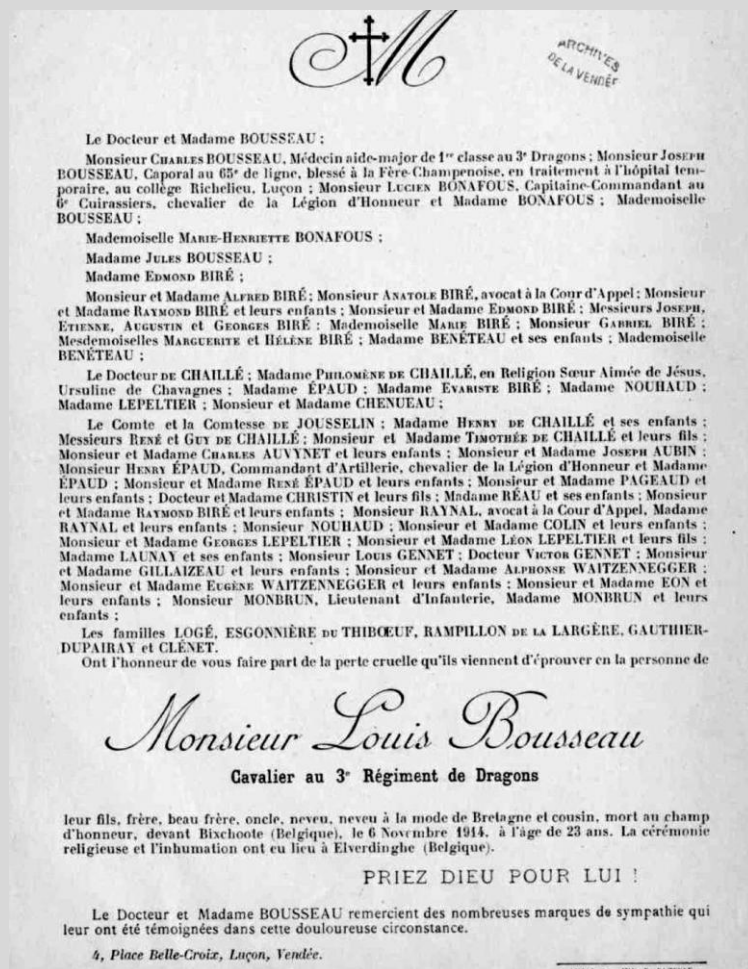 M
ARCHIVES
DE LA VENDÉE
Le Docteur et Madame BOUSSEAU ;
Monsieur CHARLES BOUSSEAU, Médecin aide-major de 1re classe au 3e Dragons ; Monsieur JOSEPH
BOUSSEAU, Caporal au 65e de ligne, blessé à la Fère-Champenoise, en traitement à l'hôpital tem-
poraire, au collège Richelieu, Luçon ; Monsieur LUCIEN BONAFOUS, Capitaine-Commandant au
6e Cuirassiers, chevalier de la Légion d'Honneur et Madame BONAFOUS ; Mademoiselle
BOUSSEAU ;
Mademoiselle MARIE-HENRIETTE BONAFOUS ;
Madame JULES BOUSSEAU ;
Madame EDMOND BIRÉ ;
Monsieur et Madame ALFRED BIRÉ ; Monsieur ANATOLE BIRÉ, avocat à la Cour d'Appel ; Monsieur
et Madame RAYMOND BIRÉ et leurs enfants ; Monsieur et Madame EDMOND BIRÉ ; Messieurs JOSEPH,
ETIENNE, AUGUSTIN et GEORGES BIRÉ ; Mademoiselle MARIE BIRÉ ; Monsieur GABRIEL BIRÉ ;
Mesdemoiselles MARGUERITE et HÉLÈNE BIRÉ ; Madame BENÉTEAU et ses enfants ; Mademoiselle
BENÉTEAU ;
Le Docteur DE CHAILLÉ ; Madame PHILOMÈNE DE CHAILLÉ, en Religion Sœur Aimée de Jésus,
Ursuline de Chavagnes ; Madame ÉPAUD ; Madame EVARISTE BIRÉ ; Madame NOUHAUD ;
Madame LEPELTIER ; Monsieur et Madame CHENUEAU ;
Le Comte et la Comtesse DE JOUSSELIN ; Madame HENRY DE CHAILLÉ et ses enfants ;
Messieurs RENÉ et GUY DE CHAILLÉ ; Monsieur et Madame TIMOTHÉE DE CHAILLÉ et leurs fils ;
Monsieur et Madame CHARLES AUVYNET et leurs enfants ; Monsieur et Madame JOSEPH AUBIN ;
Monsieur HENRY ÉPAUD, Commandant d'Artillerie, chevalier de la Légion d'Honneur et Madame
ÉPAUD ; Monsieur et Madame RENÉ ÉPAUD et leurs enfants ; Monsieur et Madame PAGEAUD et
leurs enfants ; Docteur et Madame CHRISTIN et leurs fils ; Madame RÉAU et ses enfants ; Monsieur
et Madame RAYMOND BIRÉ et leurs enfants ; Monsieur RAYNAL, avocat à la Cour d'Appel, Madame
RAYNAL et leurs enfants ; Monsieur NOUHAUD ; Monsieur et Madame COLIN et leurs enfants ;
Monsieur et Madame GEORGES LEPELTIER ; Monsieur et Madame LÉON LEPELTIER et leurs fils ;
Madame LAUNAY et ses enfants ; Monsieur LOUIS GENNET ; Docteur VICTOR GENNET ; Monsieur
et Madame GILLAIZEAU et leurs enfants ; Monsieur et Madame ALPHONSE WAITZENNEGGER ;
Monsieur et Madame EUGÈNE WAITZENNEGGER et leurs enfants ; Monsieur et Madame EON et
leurs enfants ; Monsieur MONBRUN, Lieutenant d'Infanterie, Madame MONBRUN et leurs
enfants ;
Les familles LOGÉ, ESGONNIÈRE DU THIBŒUF, RAMPILLON DE LA LARGÈRE, GAUTHIER-
DUPAIRAY et CLÉNET.
Ont l'honneur de vous faire part de la perte cruelle qu'ils viennent d'éprouver en la personne de
Monsieur Louis Bousseau
Cavalier au 3e Régiment de Dragons
leur fils, frère, beau frère, oncle, neveu, neveu à la mode de Bretagne et cousin, mort au champ
d'honneur, devant Bixchoote (Belgique), le 6 Novembre 1914, à l'âge de 23 ans. La cérémonie
religieuse et l'inhumation ont eu lieu à Elverdinghe (Belgique).
PRIEZ DIEU POUR LUI !
Le Docteur et Madame BOUSSEAU remercient des nombreuses marques de sympathie qui
leur ont été témoignées dans cette douloureuse circonstance.
4, Place Belle-Croix, Luçon, Vendée.